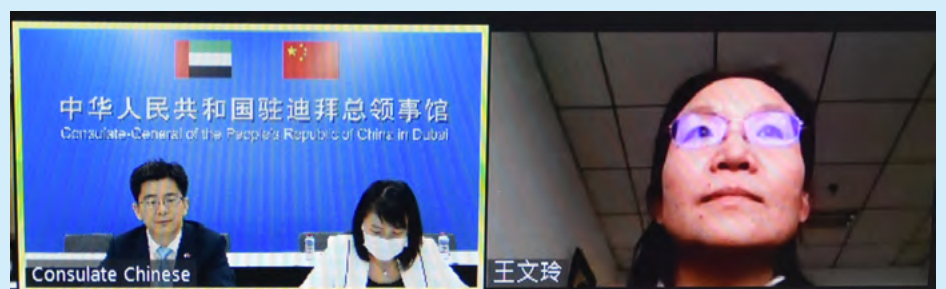 中华人民共和国驻迪拜总领事馆
Consulate-General of the People's Republic of China in Dubai
Consulate Chinese
王文玲